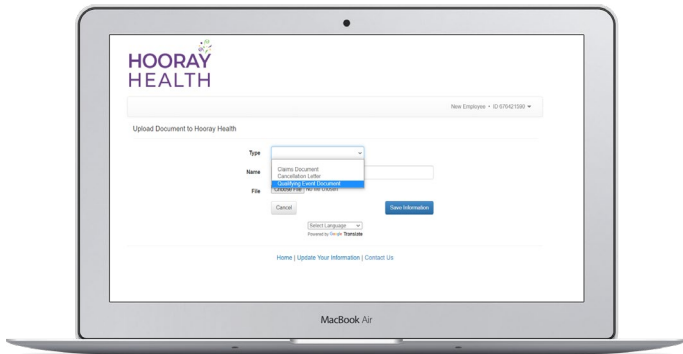 HOORAY
HEALTH
New Employee • ID 670421590
Upload Document to Hooray Health
Type
Claims Document
Cancellation Letter
Qualifying Event Document
Name
File
Choose File No file chosen
Cancel
Save Information
Select Language
Powered by Google Translate
Home | Update Your Information | Contact Us
MacBook Air